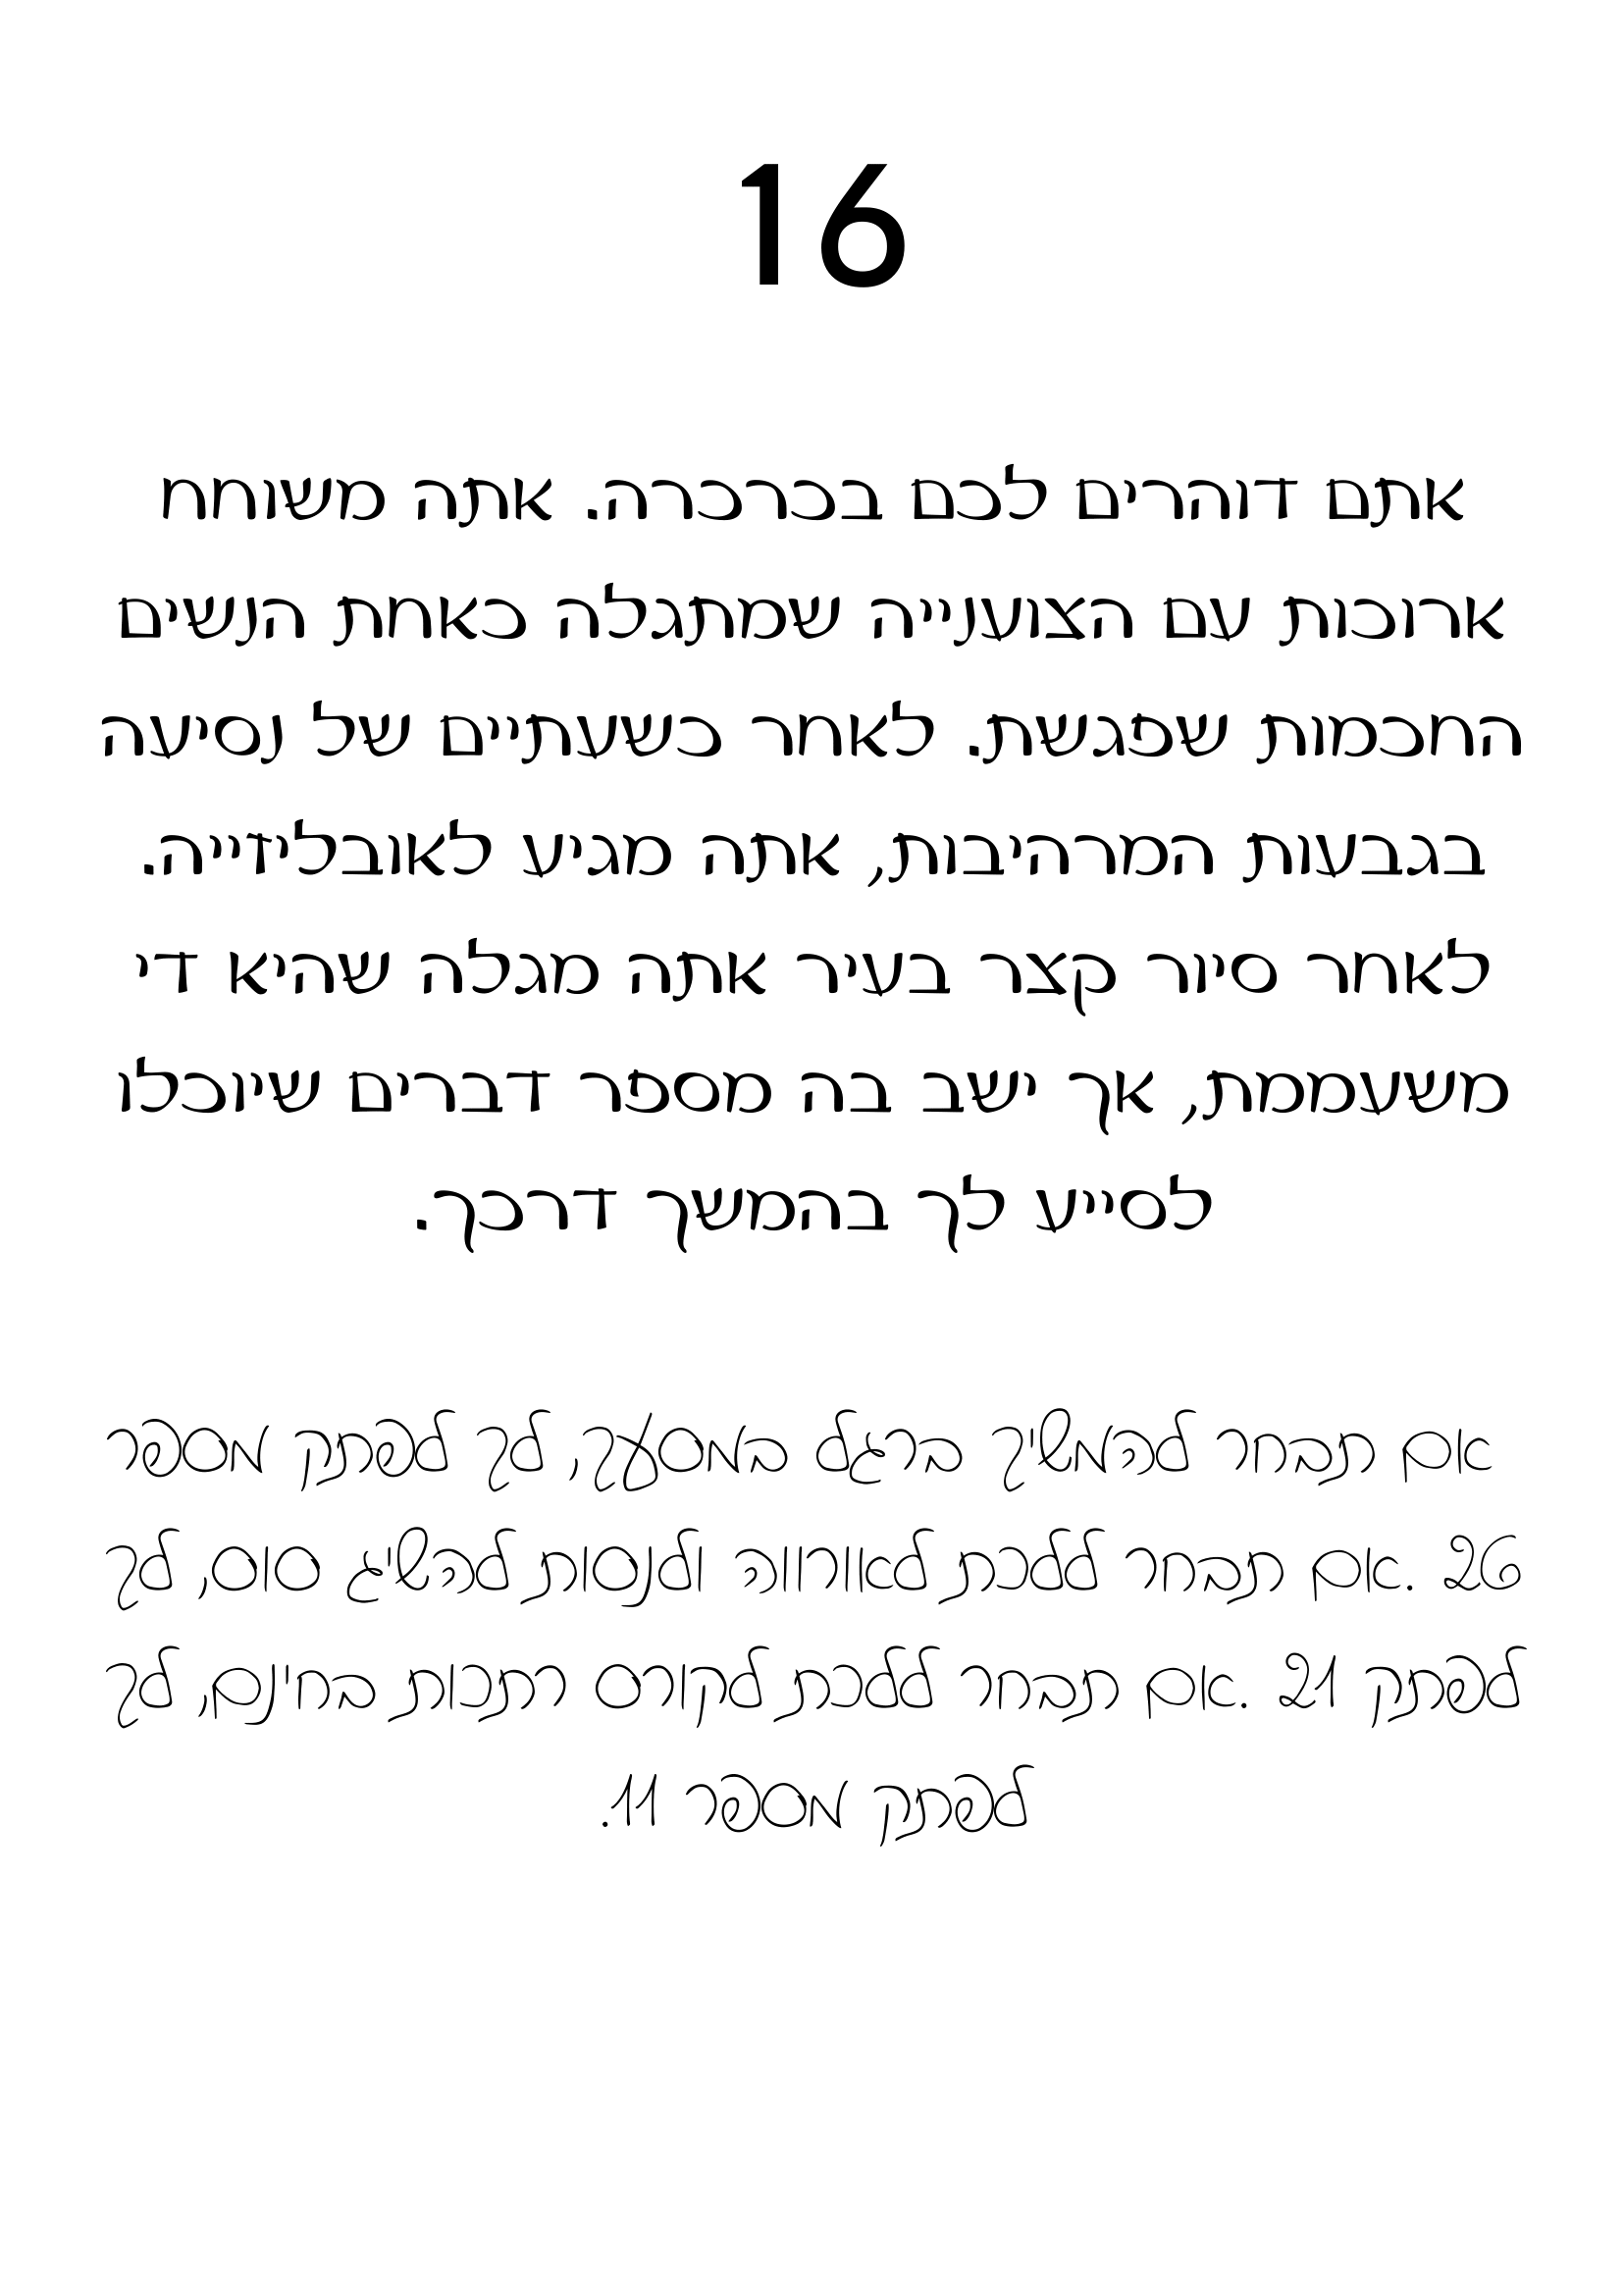 16
אתם דוהרים לכם בכרכרה. אתה משוחח
ארוכות עם הצוענייה שמתגלה כאחת הנשים
החכמות שפגשת. לאחר כשעתיים של נסיעה
בגבעות המרהיבות, אתה מגיע לאובלידייה.
לאחר סיור קצר בעיר אתה מגלה שהיא די
משעממת, אך ישב בה מספר דברים שיוכלו
לסייע לך בהמשך דרכך.
אם תבחר להמשיך ברגל במסעך, לך לפתק מספר
26 .אם תבחר ללכת לאורווה ולנסות להשיג סוס, לך
לפתק 21 .אם תבחר ללכת לקורס רתכות בחינם, לך
לפתק מספר 11.